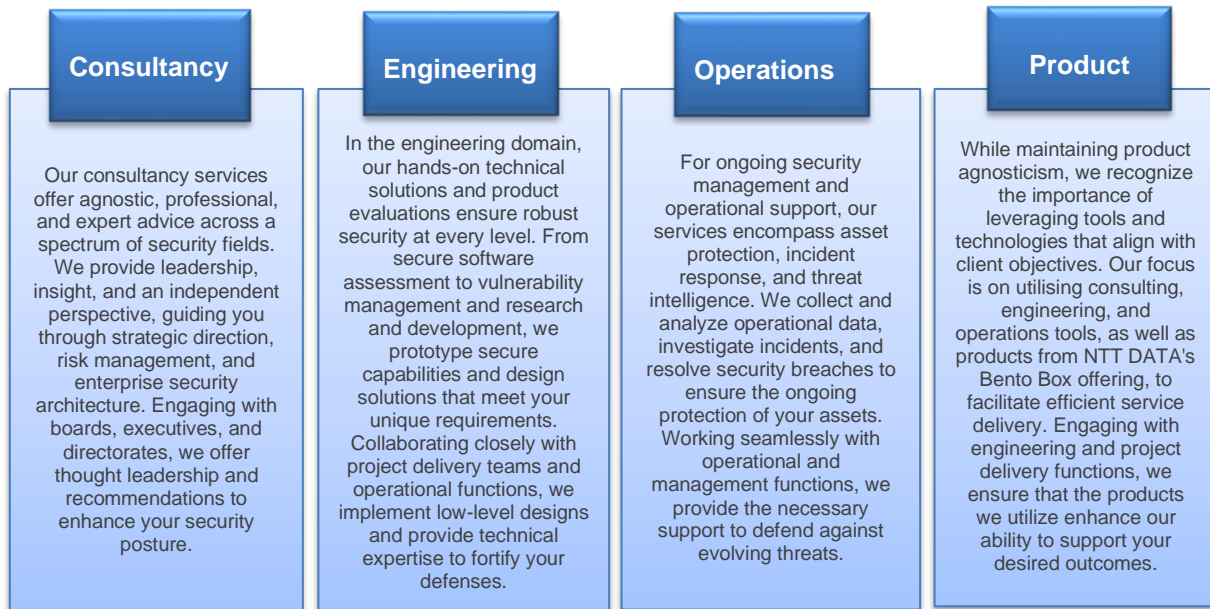 Consultancy
Our consultancy services
offer agnostic, professional,
and expert advice across a
spectrum of security fields.
We provide leadership,
insight, and an independent
perspective, guiding you
through strategic direction,
risk management, and
enterprise security
architecture. Engaging with
boards, executives, and
directorates, we offer
thought leadership and
recommendations to
enhance your security
posture.
Engineering
In the engineering domain,
our hands-on technical
solutions and product
evaluations ensure robust
security at every level. From
secure software
assessment to vulnerability
management and research
and development, we
prototype secure
capabilities and design
solutions that meet your
unique requirements.
Collaborating closely with
project delivery teams and
operational functions, we
implement low-level designs
and provide technical
expertise to fortify your
defenses.
Operations
For ongoing security
management and
operational support, our
services encompass asset
protection, incident
response, and threat
intelligence. We collect and
analyze operational data,
investigate incidents, and
resolve security breaches to
ensure the ongoing
protection of your assets.
Working seamlessly with
operational and
management functions, we
provide the necessary
support to defend against
evolving threats.
Product
While maintaining product
agnosticism, we recognize
the importance of
leveraging tools and
technologies that align with
client objectives. Our focus
is on utilising consulting,
engineering, and
operations tools, as well as
products from NTT DATA's
Bento Box offering, to
facilitate efficient service
delivery. Engaging with
engineering and project
delivery functions, we
ensure that the products
we utilize enhance our
ability to support your
desired outcomes.